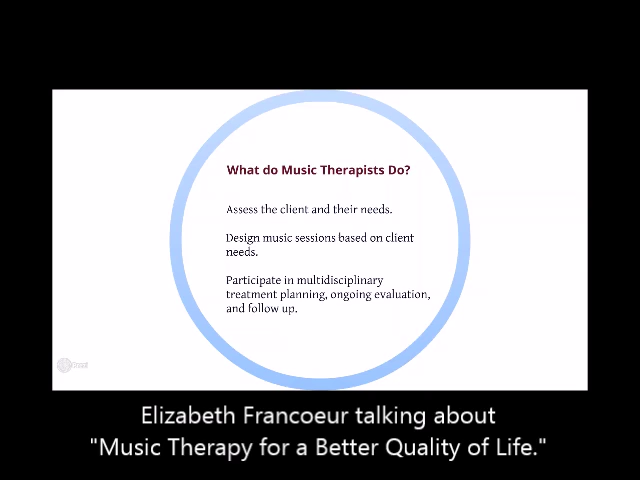 What do Music Therapists Do?
Assess the client and their needs.
Design music sessions based on client
needs.
Participate in multidisciplinary
treatment planning, ongoing evaluation,
and follow up.
Elizabeth Francoeur talking about
"Music Therapy for a Better Quality of Life."